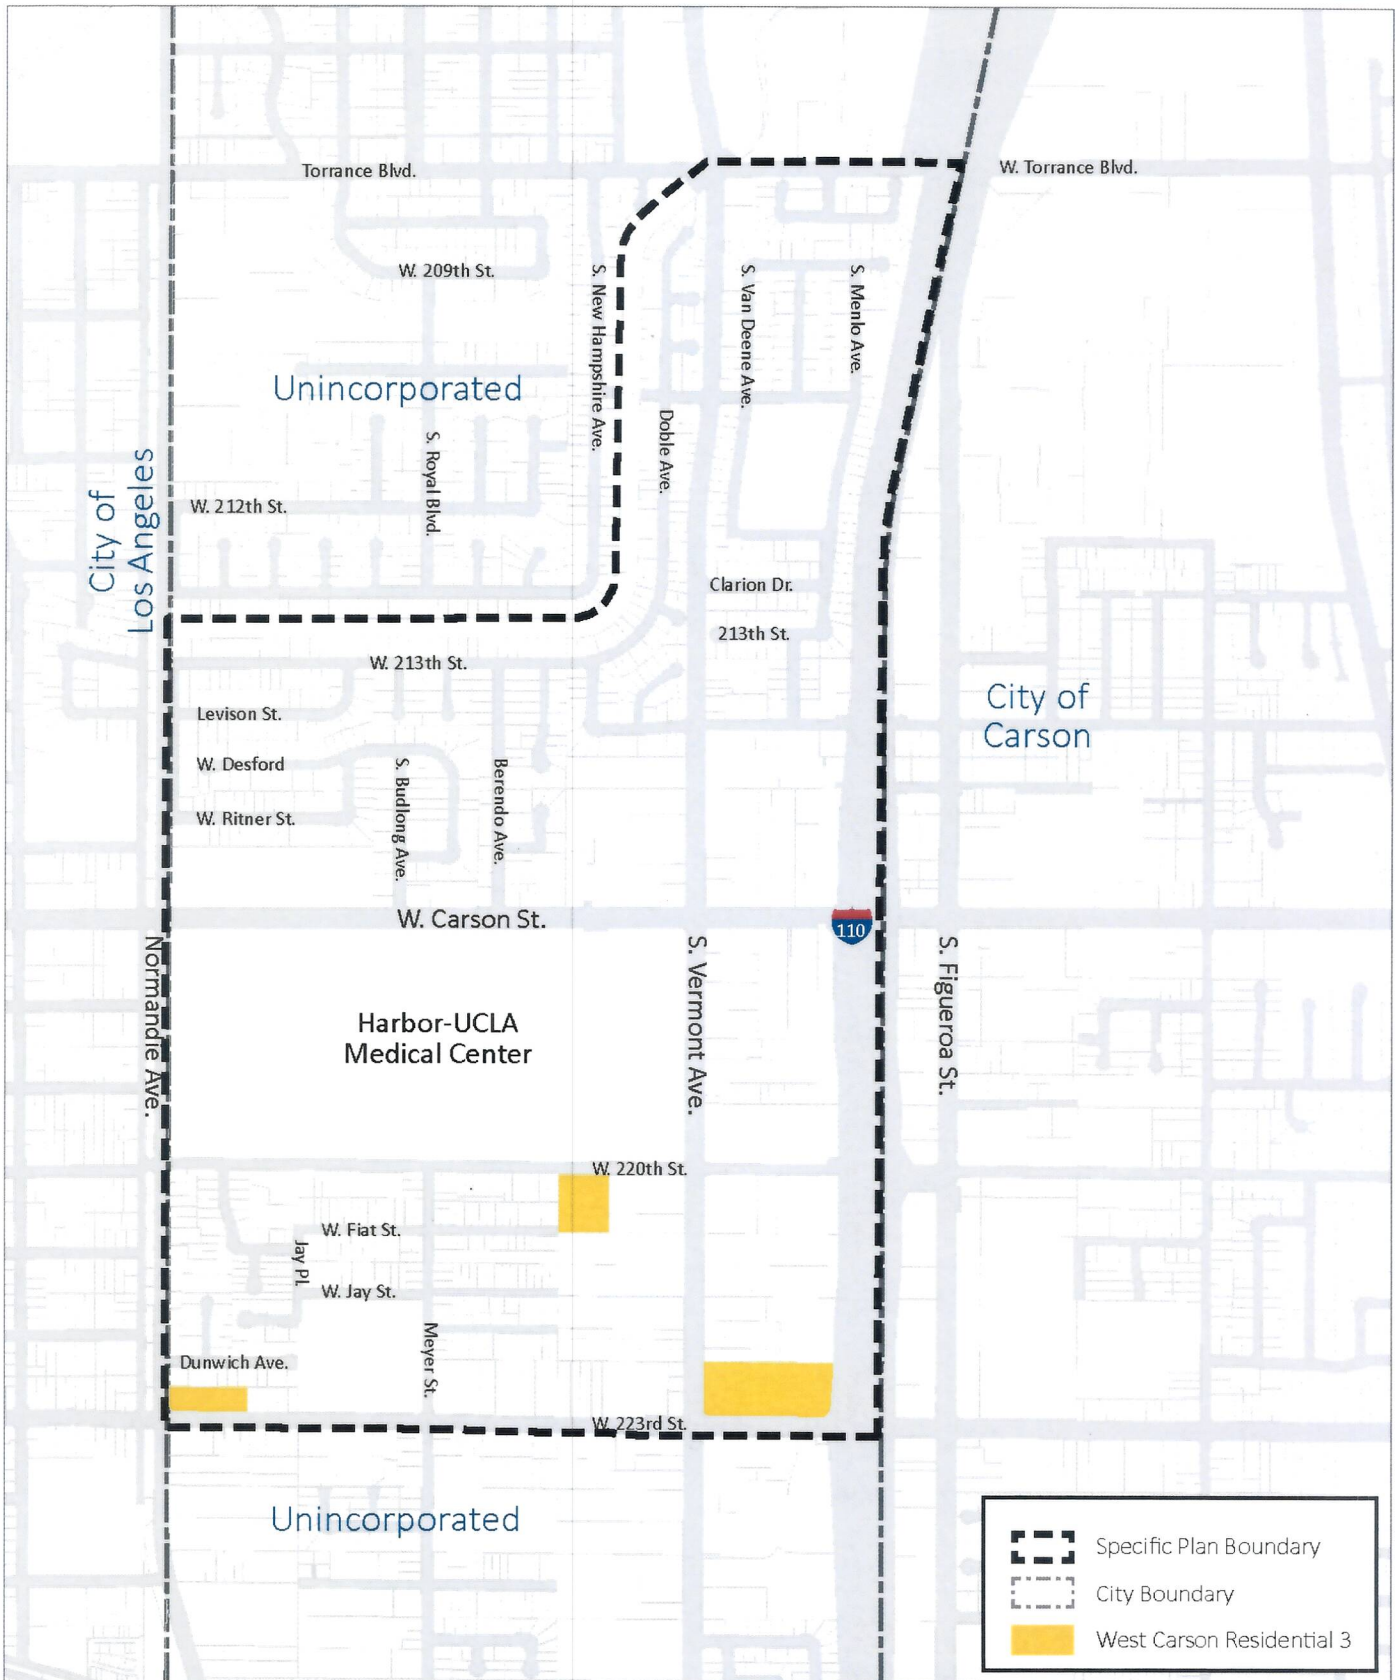 Torrance Blvd.
W. Torrance Blvd.
W. 209th St.
S. New Hampshire Ave.
S. Van Deene Ave.
S. Menlo Ave.
Unincorporated
Doble Ave.
S. Royal Blvd.
City of
Los Angeles
W. 212th St.
Clarion Dr.
213th St.
W. 213th St.
City of
Carson
Levison St.
W. Desford
S. Budlong Ave.
Berendo Ave.
W. Ritner St.
W. Carson St.
110
Normandie Ave.
S. Vermont Ave.
S. Figueroa St.
Harbor-UCLA
Medical Center
W. 220th St.
W. Fiat St.
Jay Pl.
W. Jay St.
Meyer St.
Dunwich Ave.
W. 223rd St.
Unincorporated
Specific Plan Boundary
City Boundary
West Carson Residential 3